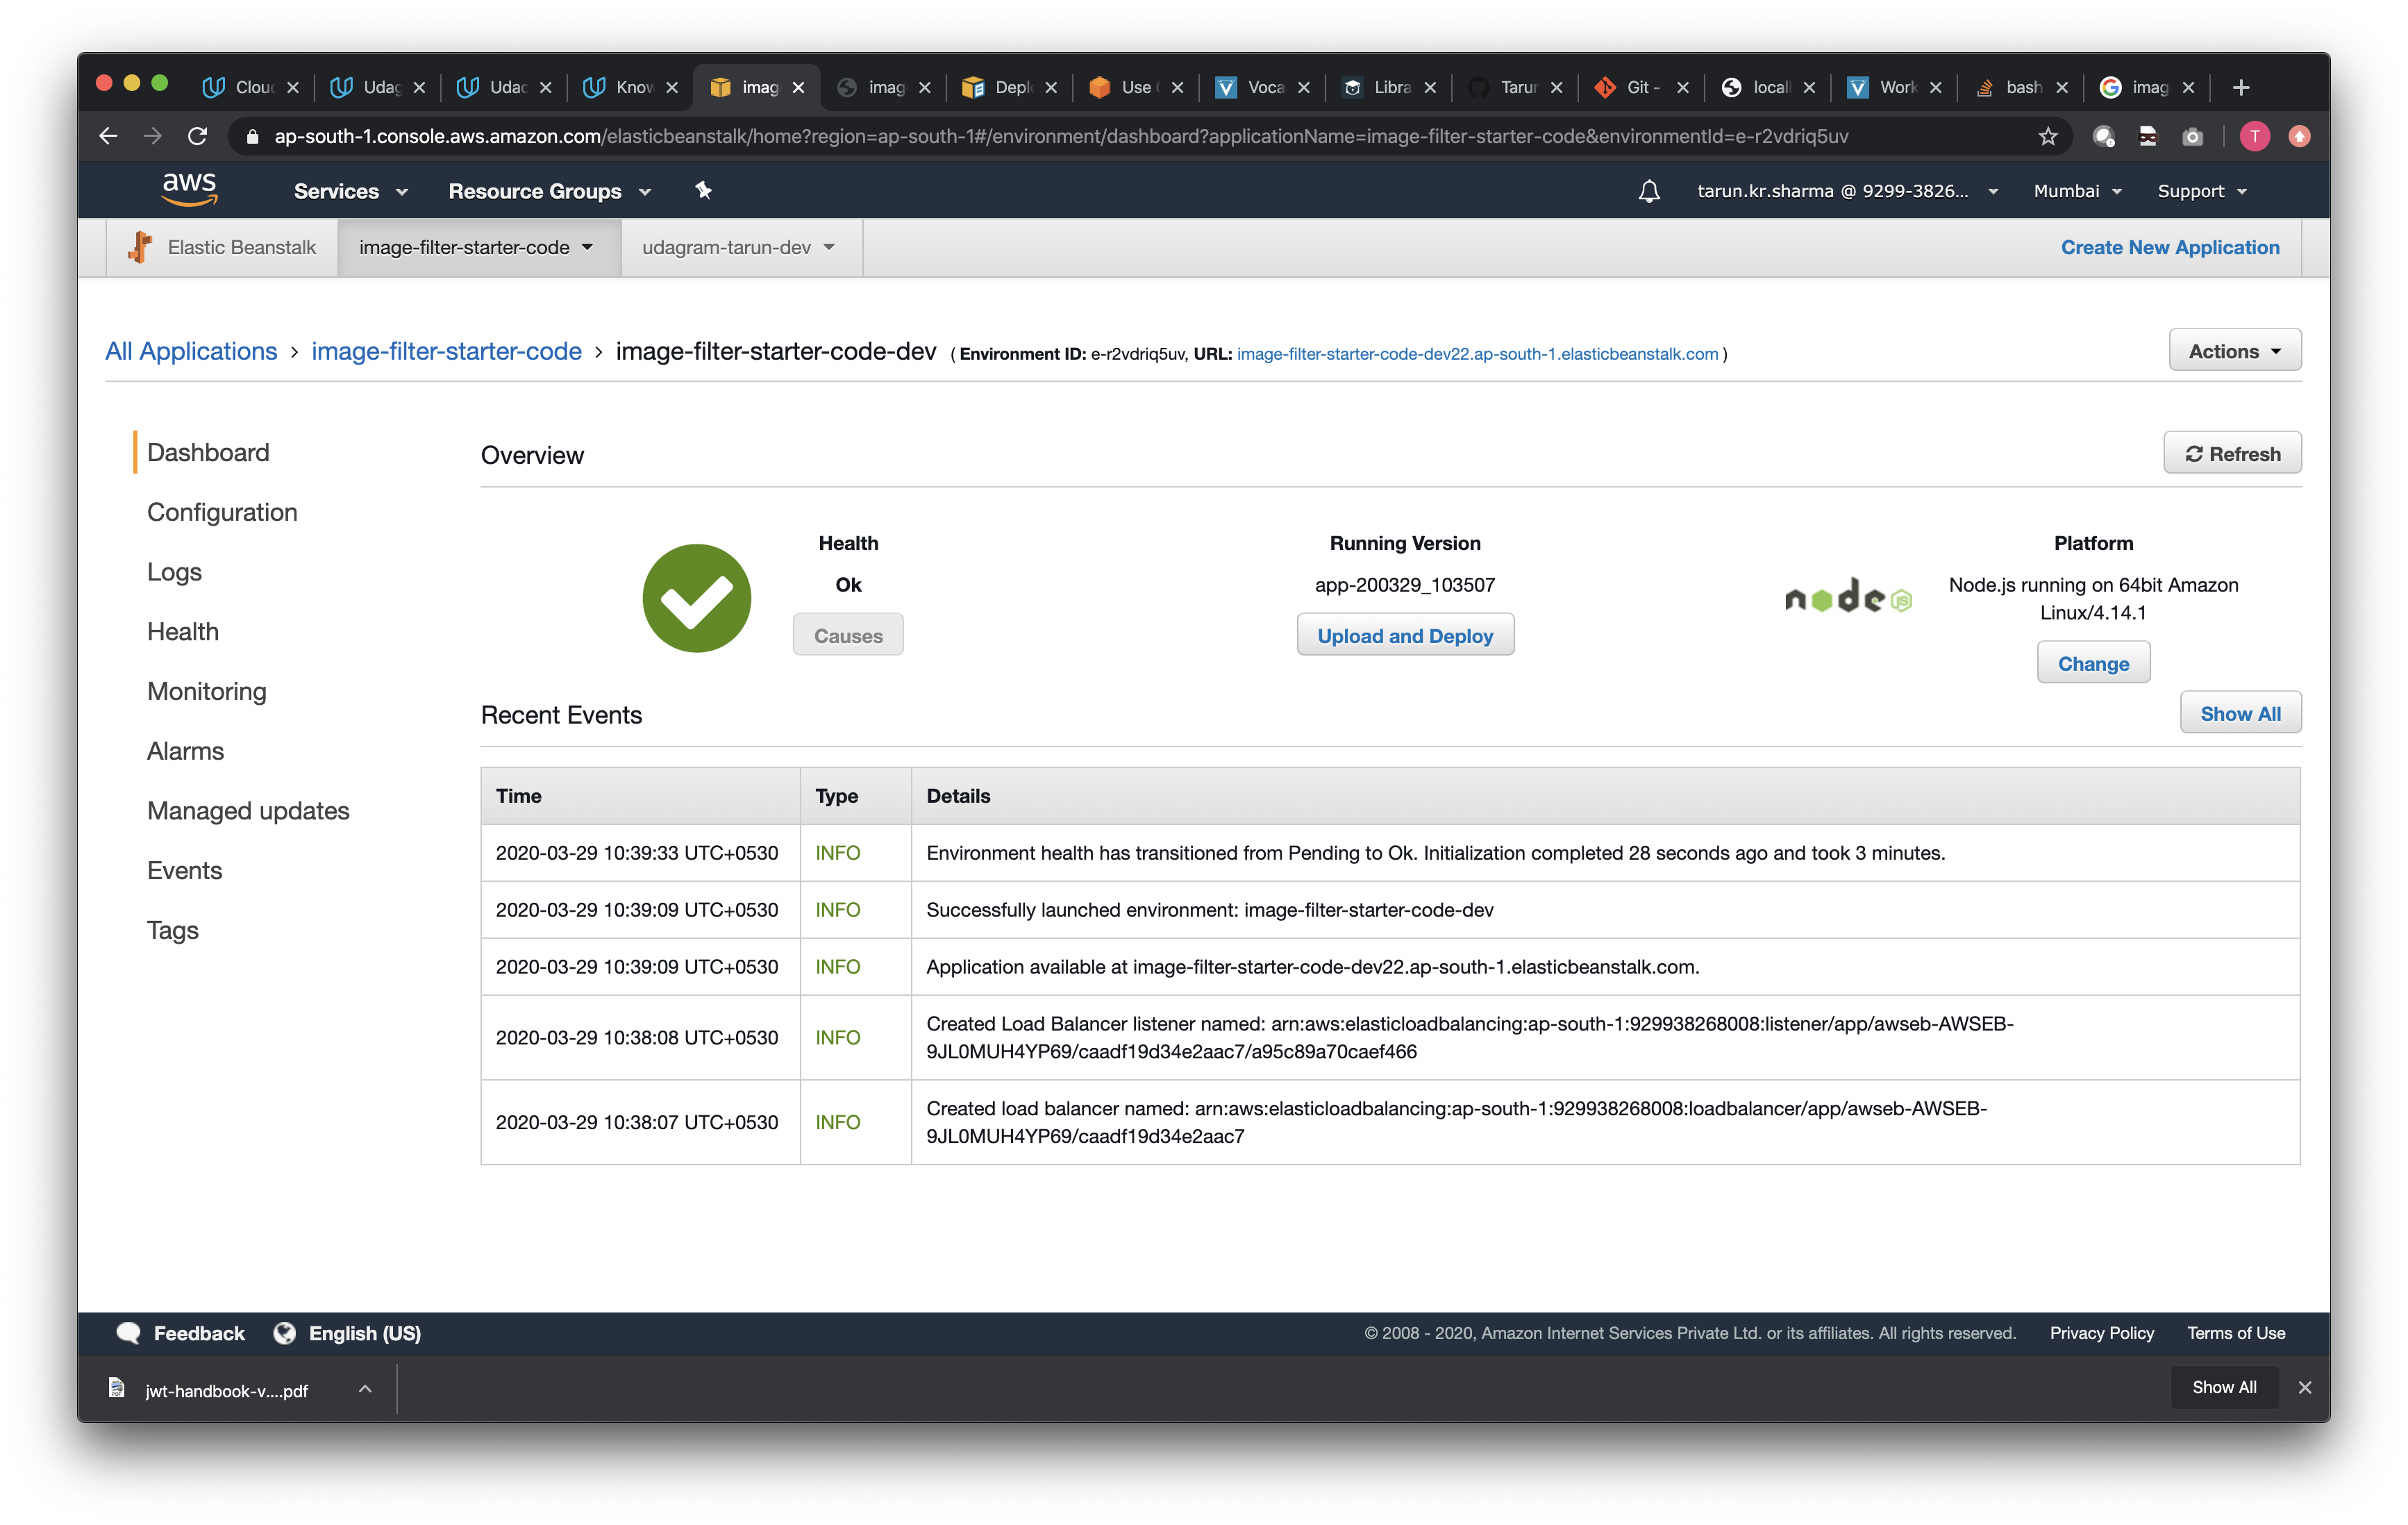 Clou
Udag
Udac
Know
imag
imag
Depl
Use
Voca
Libra
Tarun
Git -
locall
Work
bash
imag
ap-south-1.console.aws.amazon.com/elasticbeanstalk/home?region=ap-south-1#/environment/dashboard?applicationName=image-filter-starter-code&environmentId=e-r2vdriq5uv
T
aws
Services
Resource Groups
tarun.kr.sharma @ 9299-3826...
Mumbai
Support
Elastic Beanstalk
image-filter-starter-code
udagram-tarun-dev
Create New Application
All Applications > image-filter-starter-code > image-filter-starter-code-dev ( Environment ID: e-r2vdriq5uv, URL: image-filter-starter-code-dev22.ap-south-1.elasticbeanstalk.com )
Actions
Dashboard
Configuration
Logs
Health
Monitoring
Alarms
Managed updates
Events
Tags
Overview
Refresh
Health
Ok
Causes
Running Version
app-200329_103507
Upload and Deploy
node JS
Platform
Node.js running on 64bit Amazon
Linux/4.14.1
Change
Recent Events
Show All
Time Type Details
2020-03-29 10:39:33 UTC+0530 INFO Environment health has transitioned from Pending to Ok. Initialization completed 28 seconds ago and took 3 minutes.
2020-03-29 10:39:09 UTC+0530 INFO Successfully launched environment: image-filter-starter-code-dev
2020-03-29 10:39:09 UTC+0530 INFO Application available at image-filter-starter-code-dev22.ap-south-1.elasticbeanstalk.com.
2020-03-29 10:38:08 UTC+0530 INFO Created Load Balancer listener named: arn:aws:elasticloadbalancing:ap-south-1:929938268008:listener/app/awseb-AWSEB-
9JL0MUH4YP69/caadf19d34e2aac7/a95c89a70caef466
2020-03-29 10:38:07 UTC+0530 INFO Created load balancer named: arn:aws:elasticloadbalancing:ap-south-1:929938268008:loadbalancer/app/awseb-AWSEB-
9JL0MUH4YP69/caadf19d34e2aac7
Feedback
English (US)
© 2008 - 2020, Amazon Internet Services Private Ltd. or its affiliates. All rights reserved.
Privacy Policy
Terms of Use
jwt-handbook-v....pdf
Show All